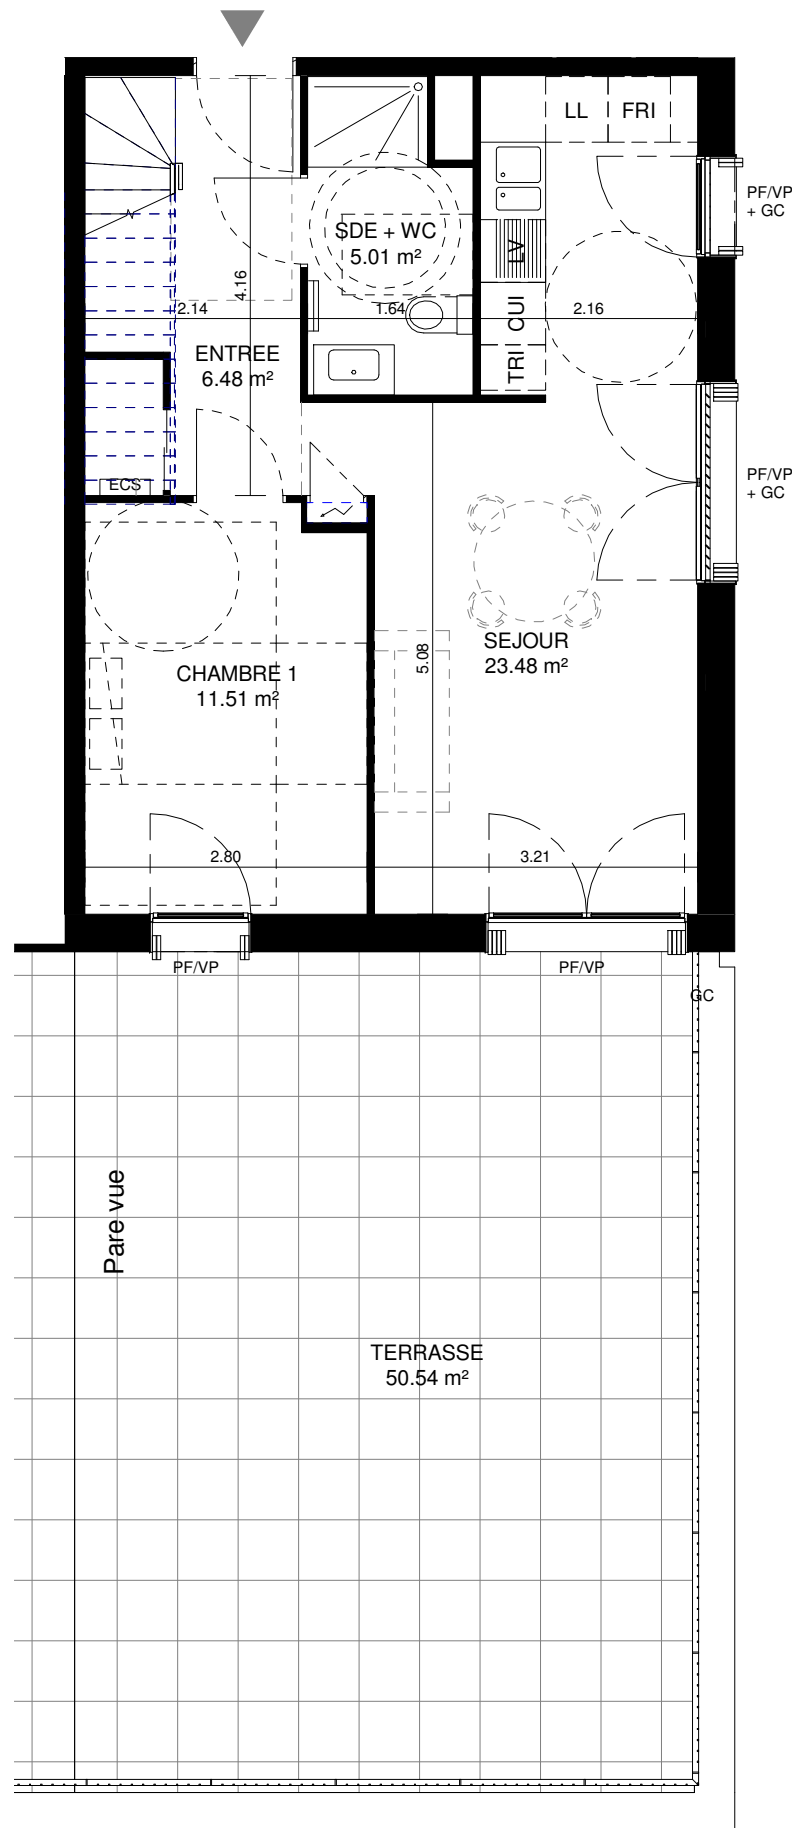 LL
FRI
PF/VP
+ GC
SDE + WC
5.01 m²
LV
4.16
2.14
1.64
CUI
2.16
ENTREE
6.48 m²
TRI
ECS
PF/VP
+ GC
SEJOUR
23.48 m²
5.08
CHAMBRE 1
11.51 m²
2.80
3.21
PF/VP
PF/VP
GC
Pare vue
TERRASSE
50.54 m²